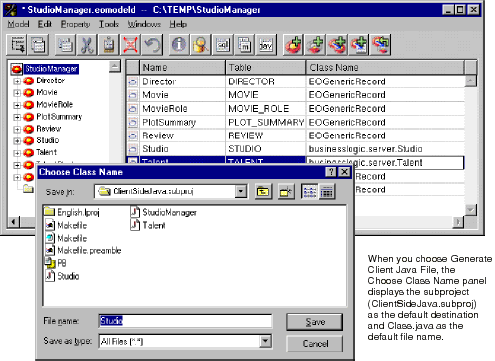 * StudioManager.eomodeld -- C:\TEMP\StudioManager
Model Edit Property Tools Windows Help
StudioManager
Director
Movie
MovieRole
PlotSummary
Review
Studio
Talent
Name Table Class Name
Director DIRECTOR EOGenericRecord
Movie MOVIE EOGenericRecord
MovieRole MOVIE_ROLE EOGenericRecord
PlotSummary PLOT_SUMMARY EOGenericRecord
Review REVIEW EOGenericRecord
Studio STUDIO businesslogic.server.Studio
Talent TALENT businesslogic.server.Talent
Choose Class Name
Save in: ClientSideJava.subproj
English.lproj
Makefile
Makefile
Makefile.preamble
PB
Studio
StudioManager
Talent
File name: Studio Save
Save as type: All Files (*.*) Cancel
When you choose Generate
Client Java File, the
Choose Class Name panel
displays the subproject
(ClientSideJava.subproj)
as the default destination
and Class.java as the
default file name.